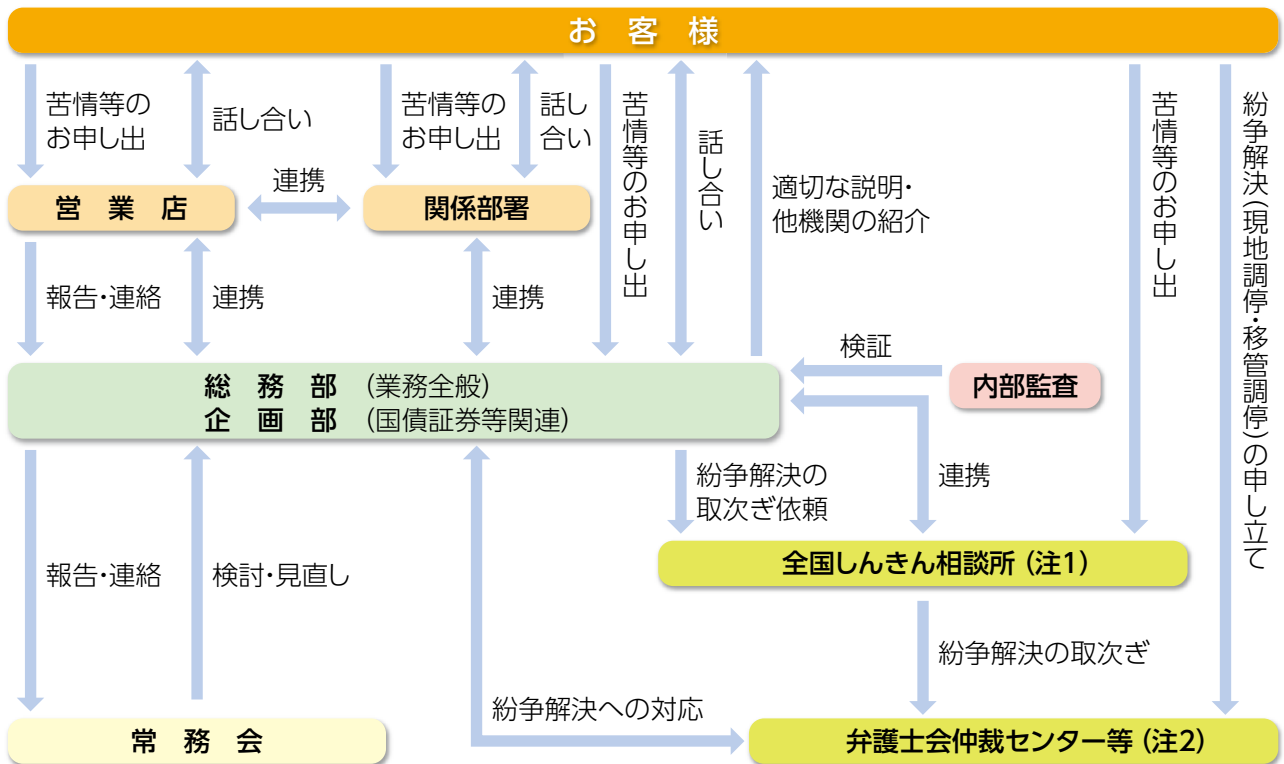 お 客 様
苦情等の
お申し出
話し合い
苦情等の
お申し出
話し
合い
苦情等のお申し出
話し合い
適切な説明・
他機関の紹介
苦情等のお申し出
紛争解決(現地調停・移管調停)の申し立て
営 業 店
連携
関係部署
報告・連絡
連携
連携
検証
内部監査
総 務 部 (業務全般)
企 画 部 (国債証券等関連)
紛争解決の
取次ぎ依頼
連携
全国しんきん相談所 (注1)
報告・連絡
検討・見直し
紛争解決の取次ぎ
紛争解決への対応
常 務 会
弁護士会仲裁センター等 (注2)